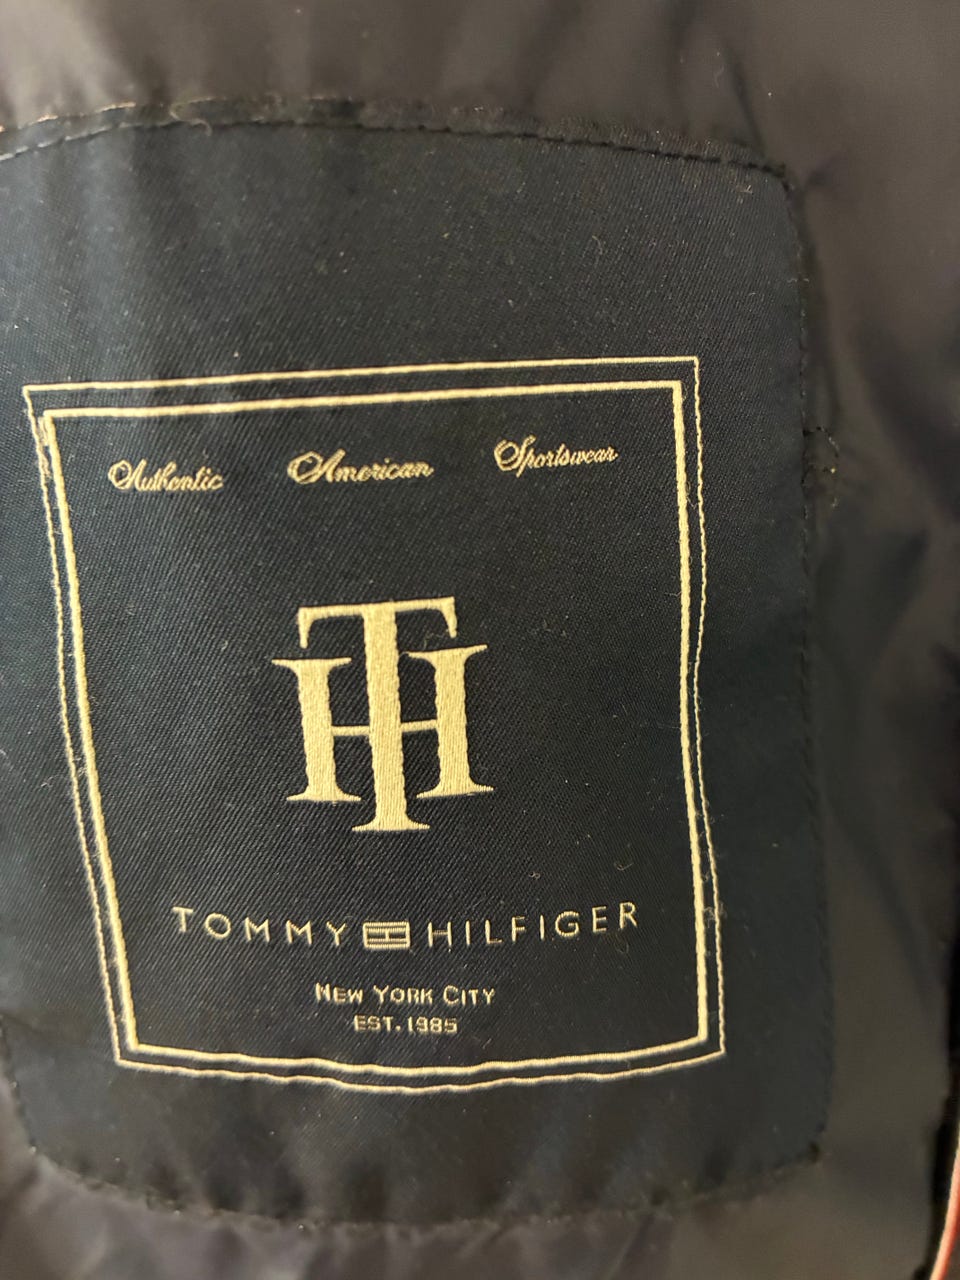 Authentic American Sportswear
TH
TOMMY HILFIGER
NEW YORK CITY
EST. 1985